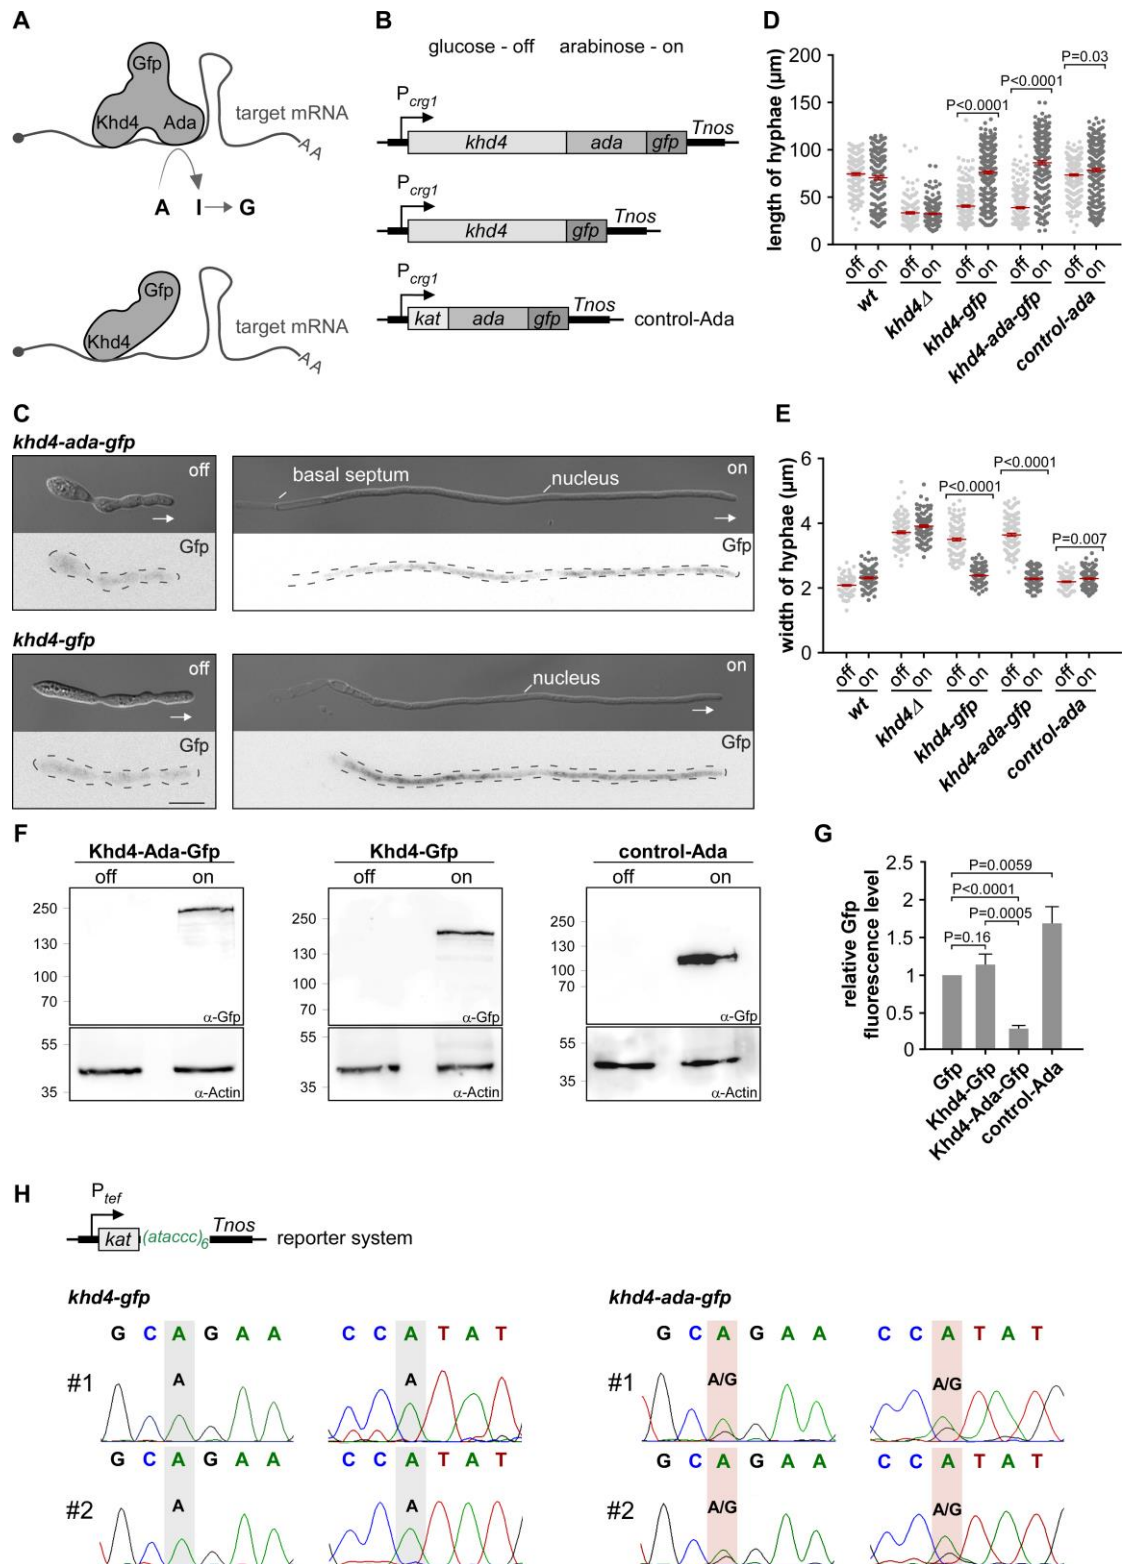 A
Gfp
Khd4 Ada
target mRNA
AA
A I → G
Gfp
Khd4
target mRNA
AA
B
glucose - off arabinose - on
Pcrg1
khd4 ada gfp Tnos
Pcrg1
khd4 gfp Tnos
Pcrg1
kat ada gfp Tnos control-Ada
C
khd4-ada-gfp
off
basal septum
nucleus
on
Gfp
Gfp
khd4-gfp
off
nucleus
on
Gfp
Gfp
D
length of hyphae (µm)
200
150
100
50
0
P<0.0001
P<0.0001
P=0.03
off on off on off on off on off on
wt
khd4Δ
khd4-gfp
khd4-ada-gfp
control-ada
E
width of hyphae (µm)
6
4
2
0
P<0.0001
P<0.0001
P=0.007
off on off on off on off on off on
wt
khd4Δ
khd4-gfp
khd4-ada-gfp
control-ada
F
Khd4-Ada-Gfp
off on
250
130
100
70
α-Gfp
55
35
α-Actin
Khd4-Gfp
off on
250
130
100
70
α-Gfp
55
35
α-Actin
control-Ada
off on
250
130
100
70
α-Gfp
55
35
α-Actin
G
relative Gfp
fluorescence level
2.5
2
1.5
1
0.5
0
P=0.0059
P<0.0001
P=0.0005
P=0.16
Gfp
Khd4-Gfp
Khd4-Ada-Gfp
control-Ada
H
Ptef
kat (ataccc)6 Tnos reporter system
khd4-gfp
G C A G A A C C A T A T
#1 A A
G C A G A A C C A T A T
#2 A A
khd4-ada-gfp
G C A G A A C C A T A T
#1 A/G A/G
G C A G A A C C A T A T
#2 A/G A/G